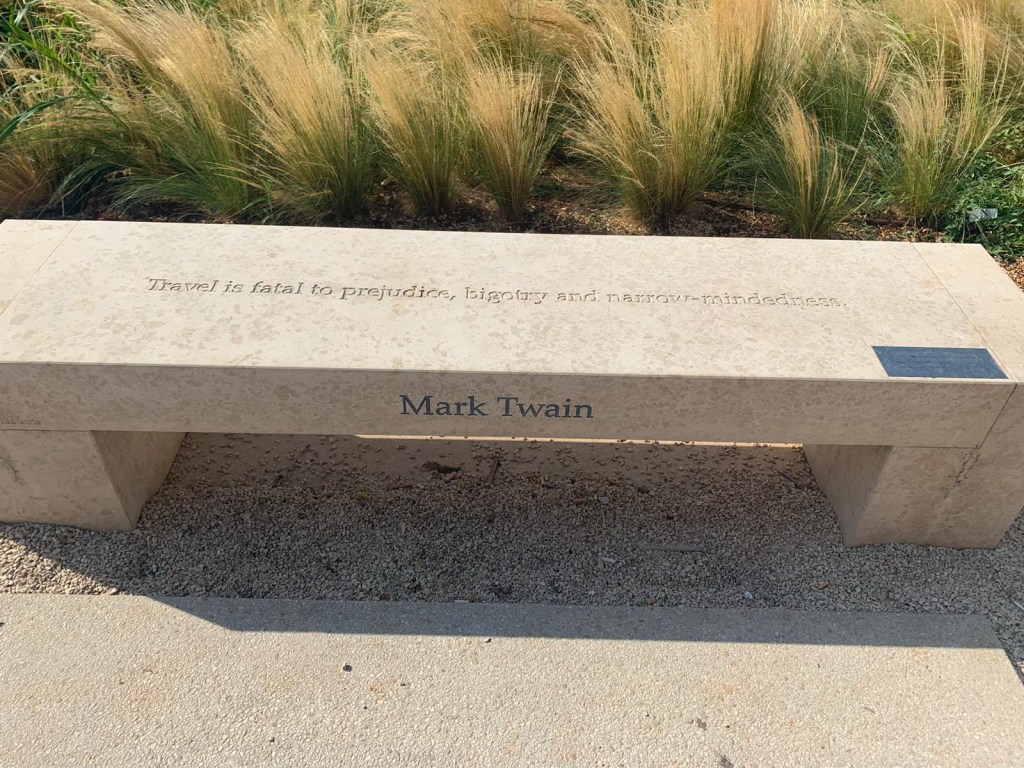 Travel is fatal to prejudice, bigotry and narrow-mindedness.
Mark Twain